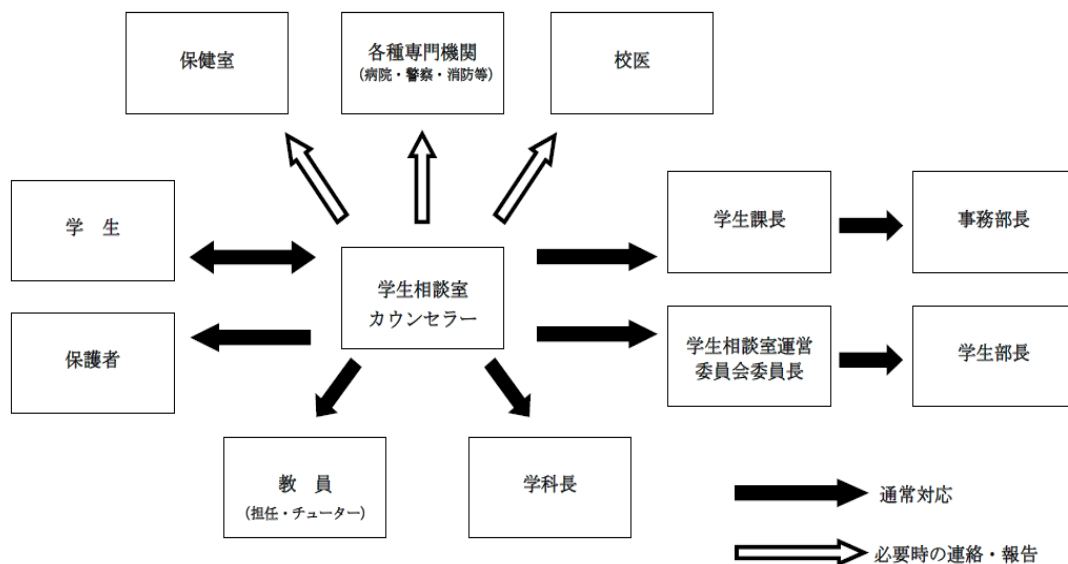 保健室
各種専門機関
（病院・警察・消防等）
校医
学　生
学生課長
事務部長
学生相談室
カウンセラー
保護者
学生相談室運営
委員会委員長
学生部長
教　員
（担任・チューター）
学科長
通常対応
必要時の連絡・報告